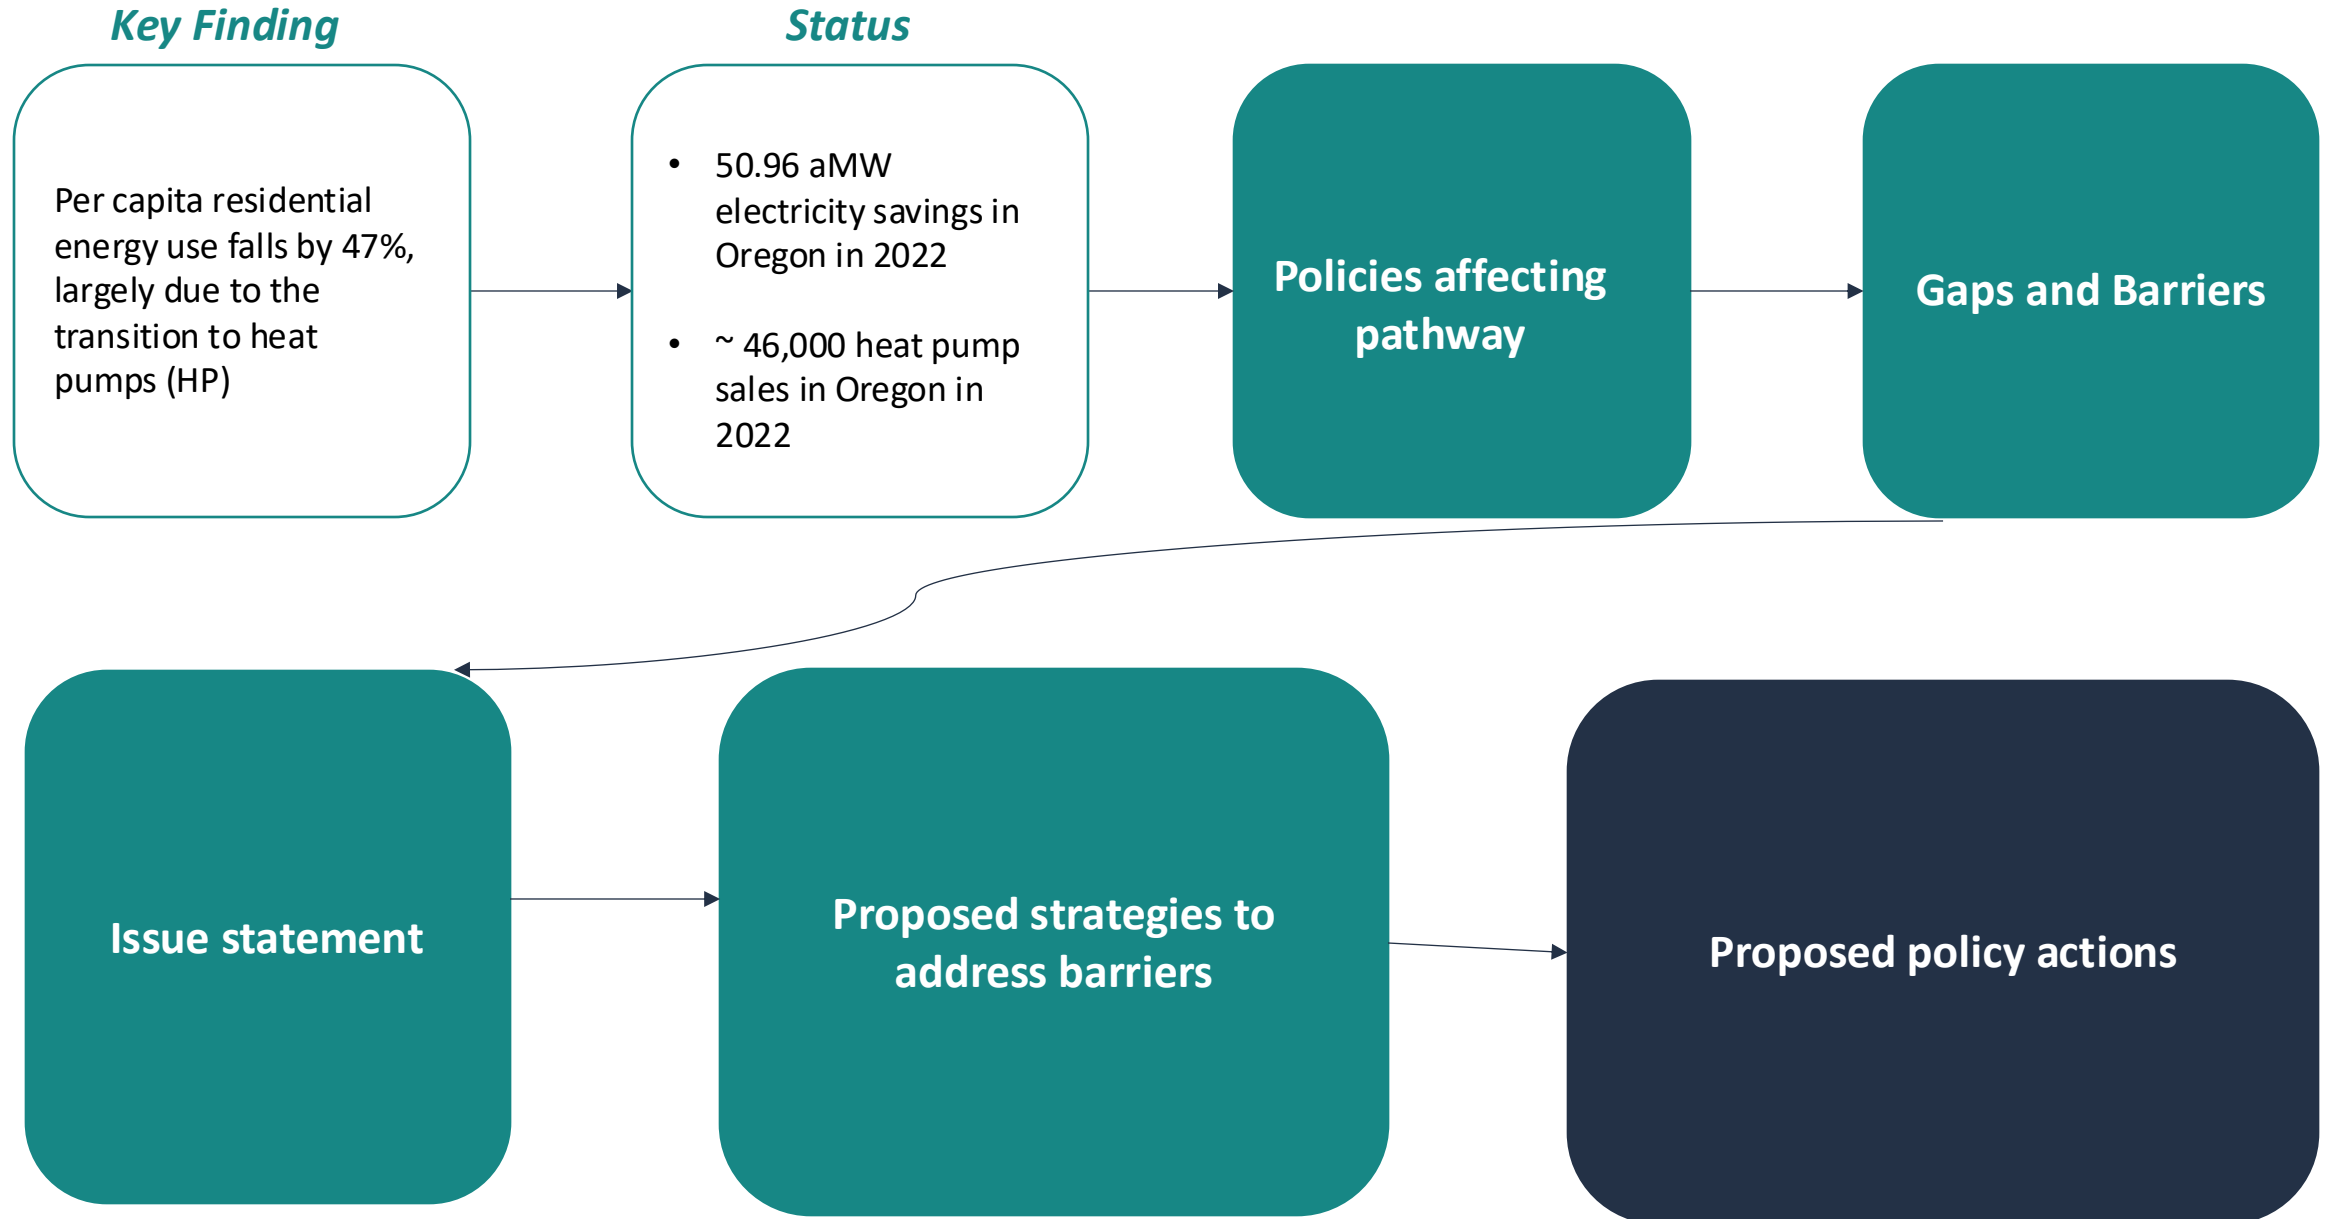 Key Finding
Status
Per capita residential
energy use falls by 47%,
largely due to the
transition to heat
pumps (HP)
• 50.96 aMW
electricity savings in
Oregon in 2022
• ~ 46,000 heat pump
sales in Oregon in
2022
Policies affecting
pathway
Gaps and Barriers
Issue statement
Proposed strategies to
address barriers
Proposed policy actions